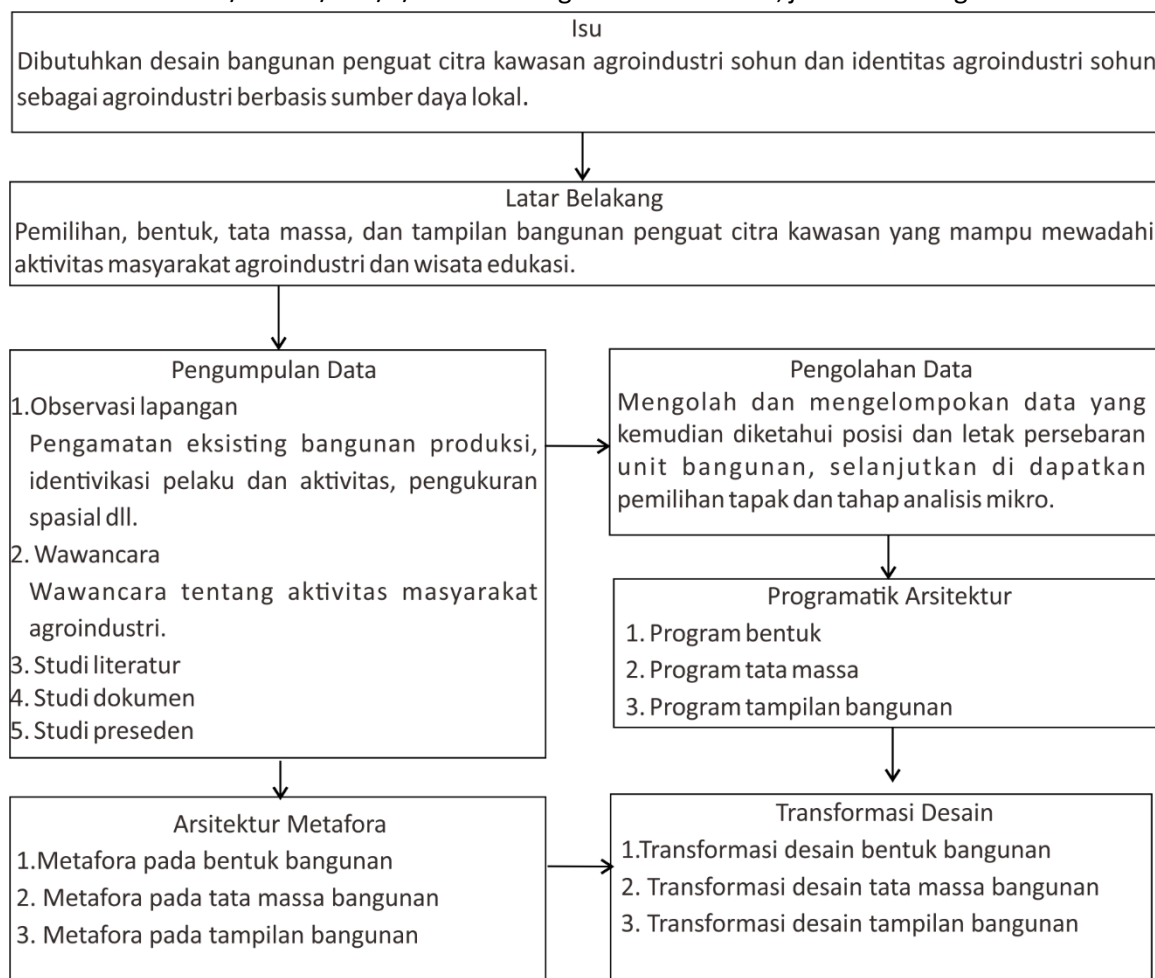 Isu
Dibutuhkan desain bangunan penguat citra kawasan agroindustri sohun dan identitas agroindustri sohun
sebagai agroindustri berbasis sumber daya lokal.
Latar Belakang
Pemilihan, bentuk, tata massa, dan tampilan bangunan penguat citra kawasan yang mampu mewadahi
aktivitas masyarakat agroindustri dan wisata edukasi.
Pengumpulan Data
1.Observasi lapangan
Pengamatan eksisting bangunan produksi,
identivikasi pelaku dan aktivitas, pengukuran
spasial dll.
2. Wawancara
Wawancara tentang aktivitas masyarakat
agroindustri.
3. Studi literatur
4. Studi dokumen
5. Studi preseden
Pengolahan Data
Mengolah dan mengelompokan data yang
kemudian diketahui posisi dan letak persebaran
unit bangunan, selanjutkan di dapatkan
pemilihan tapak dan tahap analisis mikro.
Programatik Arsitektur
1. Program bentuk
2. Program tata massa
3. Program tampilan bangunan
Arsitektur Metafora
1.Metafora pada bentuk bangunan
2. Metafora pada tata massa bangunan
3. Metafora pada tampilan bangunan
Transformasi Desain
1.Transformasi desain bentuk bangunan
2. Transformasi desain tata massa bangunan
3. Transformasi desain tampilan bangunan